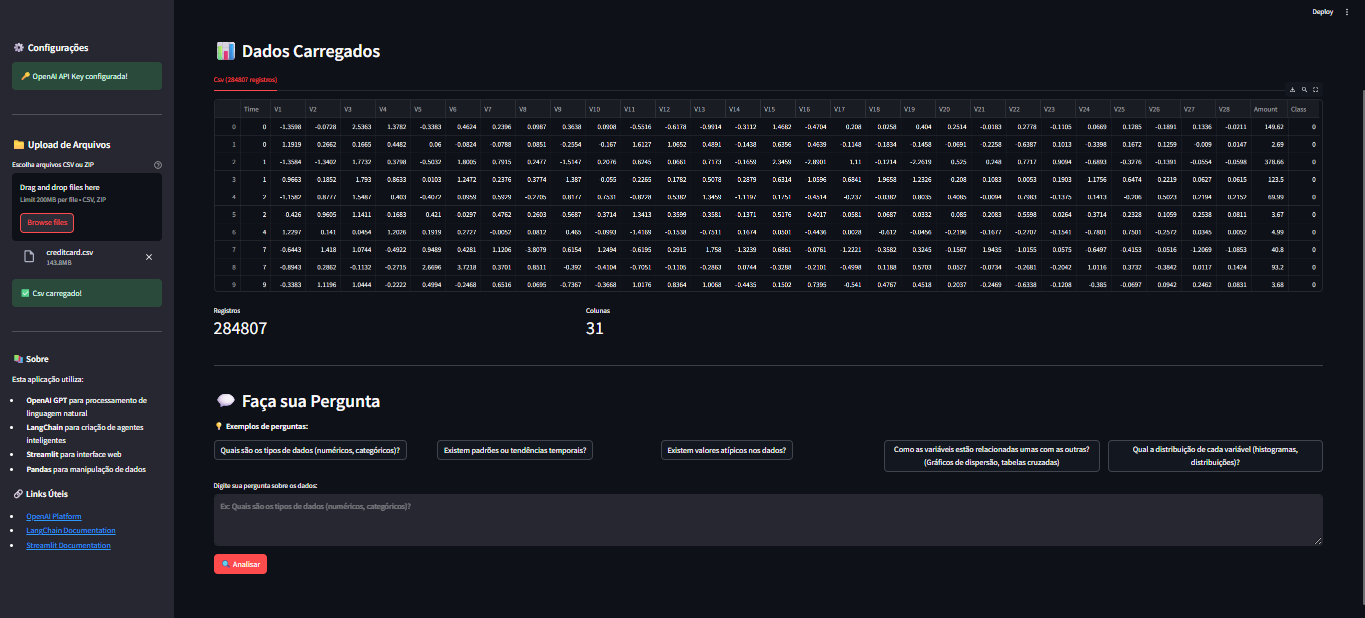 Deploy
Configurações
OpenAI API Key configurada!
Upload de Arquivos
Escolha arquivos CSV ou ZIP
Drag and drop files here
Limit 200MB per file • CSV, ZIP
Browse files
creditcard.csv
143.8MB
Csv carregado!
Sobre
Esta aplicação utiliza:
OpenAI GPT para processamento de
linguagem natural
LangChain para criação de agentes
inteligentes
Streamlit para interface web
Pandas para manipulação de dados
Links Úteis
OpenAI Platform
LangChain Documentation
Streamlit Documentation
Dados Carregados
Csv (284807 registros)
Time V1 V2 V3 V4 V5 V6 V7 V8 V9 V10 V11 V12 V13 V14 V15 V16 V17 V18 V19 V20 V21 V22 V23 V24 V25 V26 V27 V28 Amount Class
0 0 -1.3598 -0.0728 2.5363 1.3782 -0.3383 0.4624 0.2396 0.0987 0.3638 0.0908 -0.5516 -0.6178 -0.9914 -0.3112 1.4682 -0.4704 0.208 0.0258 0.404 0.2514 -0.0183 0.2778 -0.1105 0.0669 0.1285 -0.1891 0.1336 -0.0211 149.62 0
1 0 1.1919 0.2662 0.1665 0.4482 0.06 -0.0824 -0.0788 0.0851 -0.2554 -0.167 1.6127 1.0652 0.4891 -0.1438 0.6356 0.4639 -0.1148 -0.1834 -0.1458 -0.0691 -0.2258 -0.6387 0.1013 -0.3398 0.1672 0.1259 -0.009 0.0147 2.69 0
2 1 -1.3584 -1.3402 1.7732 0.3798 -0.5032 1.8005 0.7915 0.2477 -1.5147 0.2076 0.6245 0.0661 0.7173 -0.1659 2.3459 -2.8901 1.11 -0.1214 -2.2619 0.525 0.248 0.7717 0.9094 -0.6893 -0.3276 -0.1391 -0.0554 -0.0598 378.66 0
3 1 -0.9663 -0.1852 1.793 -0.8633 -0.0103 1.2472 0.2376 0.3774 -1.387 -0.055 -0.2265 0.1782 0.5078 -0.2879 -0.6314 -1.0596 -0.6841 1.9658 -1.2326 -0.208 -0.1083 0.0053 -0.1903 -1.1756 0.6474 -0.2219 0.0627 0.0615 123.5 0
4 2 -1.1582 0.8777 1.5487 0.403 -0.4072 0.0959 0.5929 -0.2705 0.8177 0.7531 -0.8228 0.5382 1.3459 -1.1197 0.1751 -0.4514 -0.237 -0.0382 0.8035 0.4085 -0.0094 0.7983 -0.1375 0.1413 -0.206 0.5023 0.2194 0.2152 69.99 0
5 2 -0.426 0.9605 1.1411 -0.1683 0.421 -0.0297 0.4762 0.2603 -0.5687 -0.3714 1.3413 0.3599 -0.3581 -0.1371 0.5176 0.4017 -0.0581 0.0687 -0.0332 0.085 -0.2083 -0.5598 -0.0264 -0.3714 -0.2328 0.1059 0.2538 0.0811 3.67 0
6 4 1.2297 0.141 0.0454 1.2026 0.1919 0.2727 -0.0052 0.0812 0.465 -0.0993 -1.4169 -0.1538 -0.7511 0.1674 0.0501 -0.4436 0.0028 -0.612 -0.0456 -0.2196 -0.1677 -0.2707 -0.1541 -0.7801 0.7501 -0.2572 0.0345 0.0052 4.99 0
7 7 -0.6443 1.418 1.0744 -0.4922 0.9489 0.4281 1.1206 -3.8079 0.6154 1.2494 -0.6195 0.2915 1.758 -1.3239 0.6861 -0.0761 -1.2221 -0.3582 0.3245 -0.1567 1.9435 -1.0155 0.0575 -0.6497 -0.4153 -0.0516 -1.2069 -1.0853 40.8 0
8 7 -0.8943 0.2862 -0.1132 -0.2715 2.6696 3.7218 0.3701 0.8511 -0.392 -0.4104 -0.7051 -0.1105 -0.2863 0.0744 -0.3288 -0.2101 -0.4998 0.1188 0.5703 0.0527 -0.0734 -0.2681 -0.2042 1.0116 0.3732 -0.3842 0.0117 0.1424 93.2 0
9 9 -0.3383 1.1196 1.0444 -0.2222 0.4994 -0.2468 0.6516 0.0695 -0.7367 -0.3668 1.0176 0.8364 1.0068 -0.4435 0.1502 0.7395 -0.541 0.4767 0.4518 0.2037 -0.2469 -0.6338 -0.1208 -0.385 -0.0697 0.0942 0.2462 0.0831 3.68 0
Registros
284807
Colunas
31
Faça sua Pergunta
Exemplos de perguntas:
Quais são os tipos de dados (numéricos, categóricos)?
Existem padrões ou tendências temporais?
Existem valores atípicos nos dados?
Como as variáveis estão relacionadas umas com as outras?
(Gráficos de dispersão, tabelas cruzadas)
Qual a distribuição de cada variável (histogramas,
distribuições)?
Digite sua pergunta sobre os dados:
Ex: Quais são os tipos de dados (numéricos, categóricos)?
Analisar